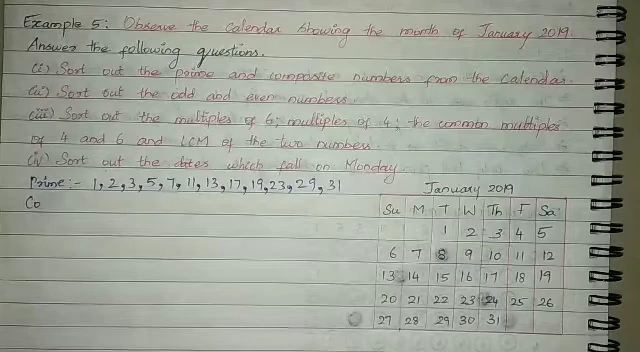 Example 5: Observe the Calendar showing the month of January 2019.
Answer the following questions.
(i) Sort out the prime and composite numbers from the Calendar.
(ii) Sort out the odd and even numbers.
(iii) Sort out the multiples of 6; multiples of 4; the common multiples
of 4 and 6 and LCM of the two numbers.
(iv) Sort out the dates which fall on Monday
Prime:- 1, 2, 3, 5, 7, 11, 13, 17, 19, 23, 29, 31
Co
January 2019
Su M T W Th F Sa
1 2 3 4 5
6 7 8 9 10 11 12
13 14 15 16 17 18 19
20 21 22 23 24 25 26
27 28 29 30 31